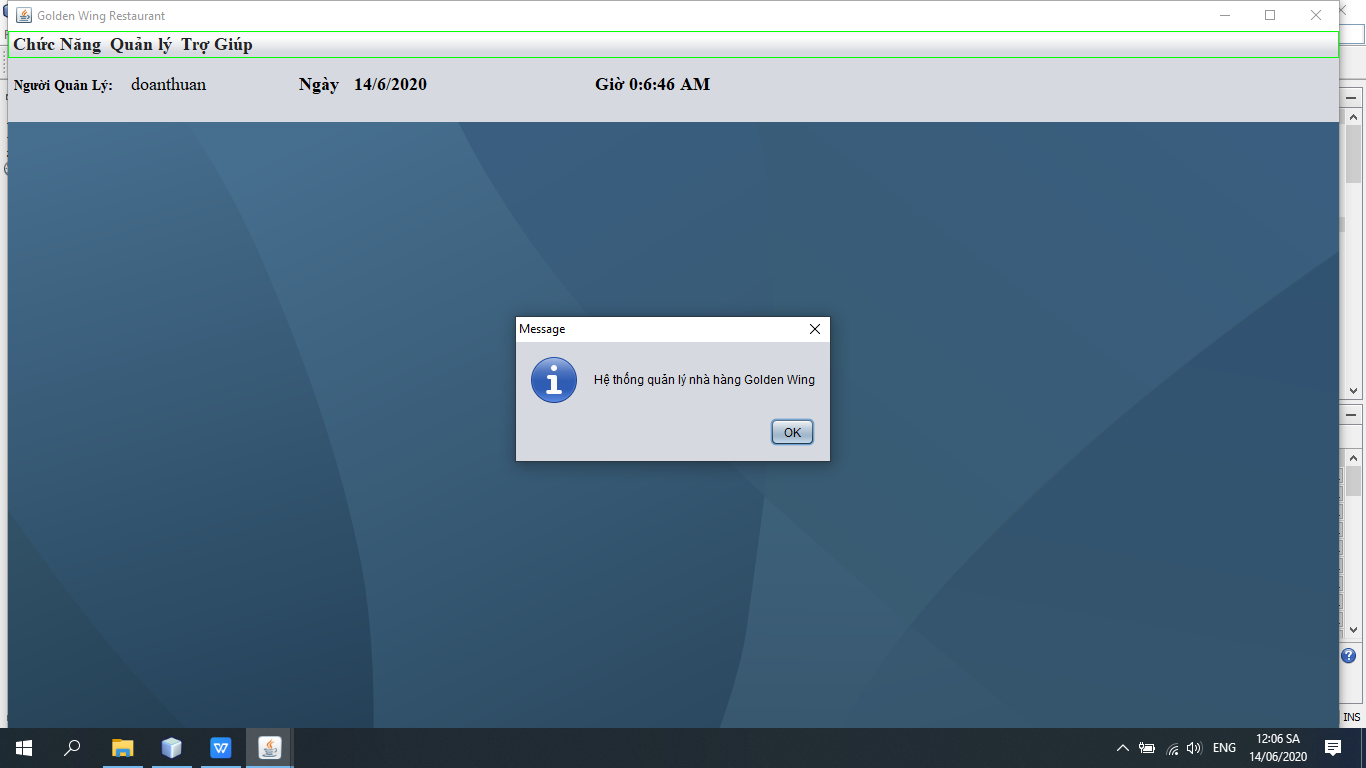 Golden Wing Restaurant
Chức Năng Quản lý Trợ Giúp
Người Quản Lý: doanthuan Ngày 14/6/2020 Giờ 0:6:46 AM
Message
Hệ thống quản lý nhà hàng Golden Wing
OK
INS
ENG
12:06 SA
14/06/2020